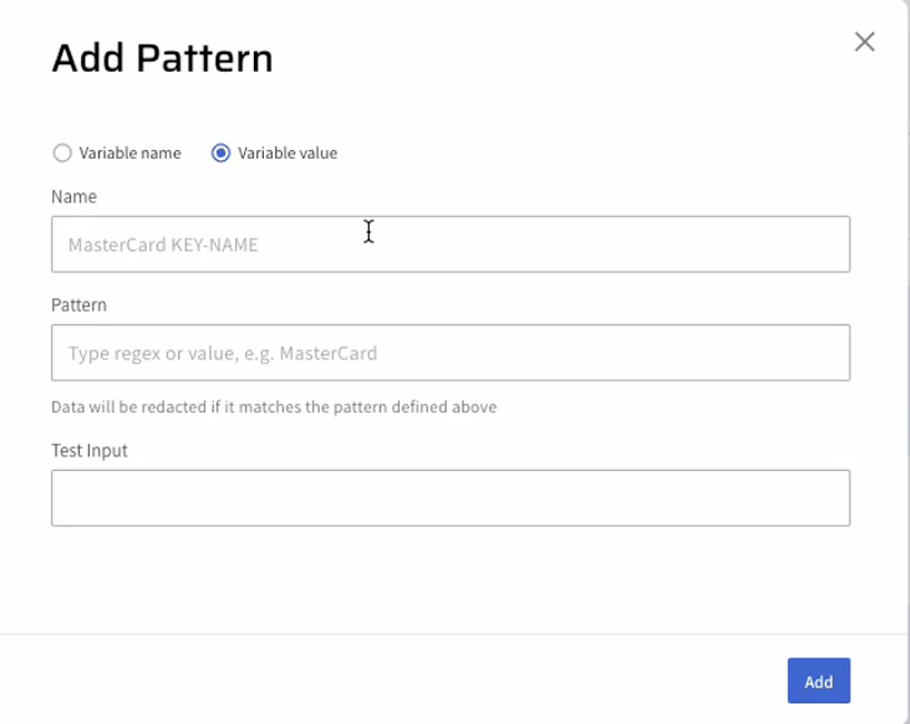 Add Pattern
Variable name Variable value
Name
MasterCard KEY-NAME
Pattern
Type regex or value, e.g. MasterCard
Data will be redacted if it matches the pattern defined above
Test Input
Add